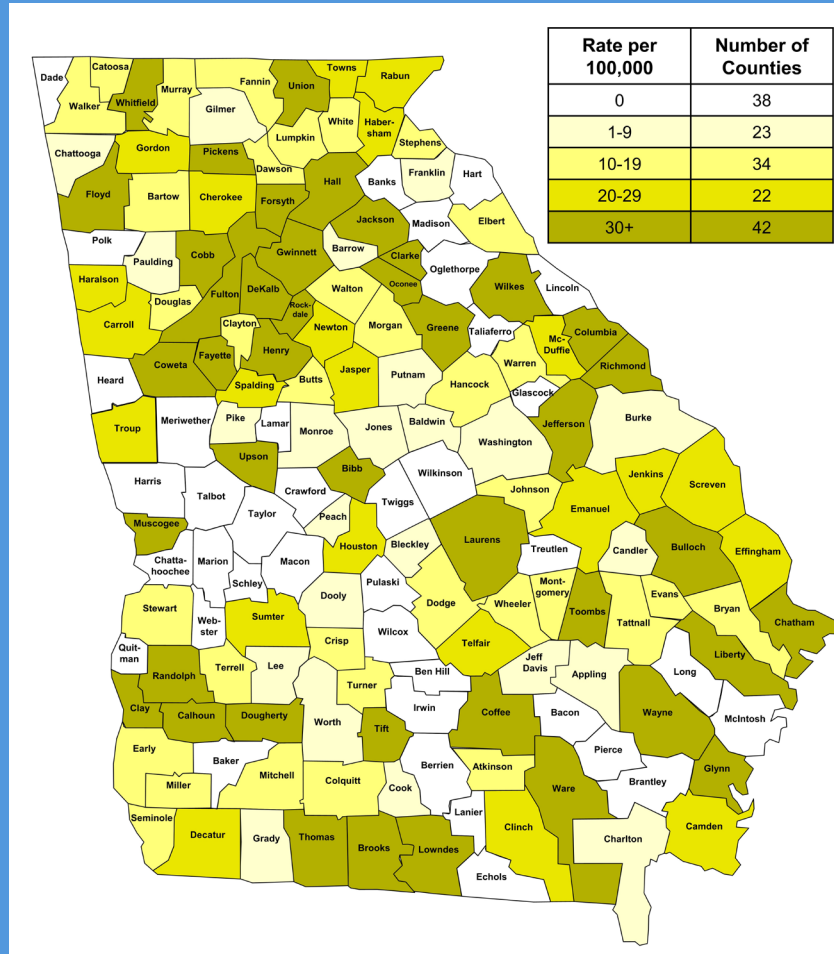 Rate per 100,000 Number of Counties
0 38
1-9 23
10-19 34
20-29 22
30+ 42
Dade
Catoosa
Walker
Whitfield
Murray
Fannin
Gilmer
Union
Towns
Rabun
White
Haber-
sham
Lumpkin
Stephens
Chattooga
Gordon
Pickens
Dawson
Floyd
Bartow
Cherokee
Forsyth
Hall
Banks
Franklin
Hart
Polk
Paulding
Cobb
Gwinnett
Jackson
Barrow
Madison
Elbert
Clarke
Oconee
Oglethorpe
Wilkes
Lincoln
Haralson
Douglas
Fulton
DeKalb
Rock-
dale
Walton
Carroll
Clayton
Newton
Morgan
Greene
Taliaferro
Mc-
Duffie
Columbia
Richmond
Warren
Heard
Coweta
Fayette
Henry
Spalding
Butts
Jasper
Putnam
Hancock
Glascock
Troup
Meriwether
Pike
Lamar
Monroe
Jones
Baldwin
Washington
Jefferson
Burke
Upson
Bibb
Wilkinson
Harris
Talbot
Crawford
Twiggs
Johnson
Emanuel
Jenkins
Screven
Muscogee
Taylor
Peach
Houston
Bleckley
Laurens
Treutlen
Candler
Bulloch
Effingham
Chatta-
hoochee
Marion
Schley
Macon
Pulaski
Dooly
Dodge
Wheeler
Mont-
gomery
Toombs
Tattnall
Evans
Bryan
Chatham
Stewart
Web-
ster
Sumter
Crisp
Wilcox
Telfair
Quit-
man
Randolph
Terrell
Lee
Turner
Ben Hill
Jeff
Davis
Appling
Long
Liberty
Clay
Calhoun
Dougherty
Worth
Tift
Irwin
Coffee
Bacon
Wayne
McIntosh
Early
Baker
Mitchell
Colquitt
Berrien
Atkinson
Ware
Pierce
Brantley
Glynn
Miller
Cook
Lanier
Seminole
Decatur
Grady
Thomas
Brooks
Lowndes
Clinch
Charlton
Camden
Echols